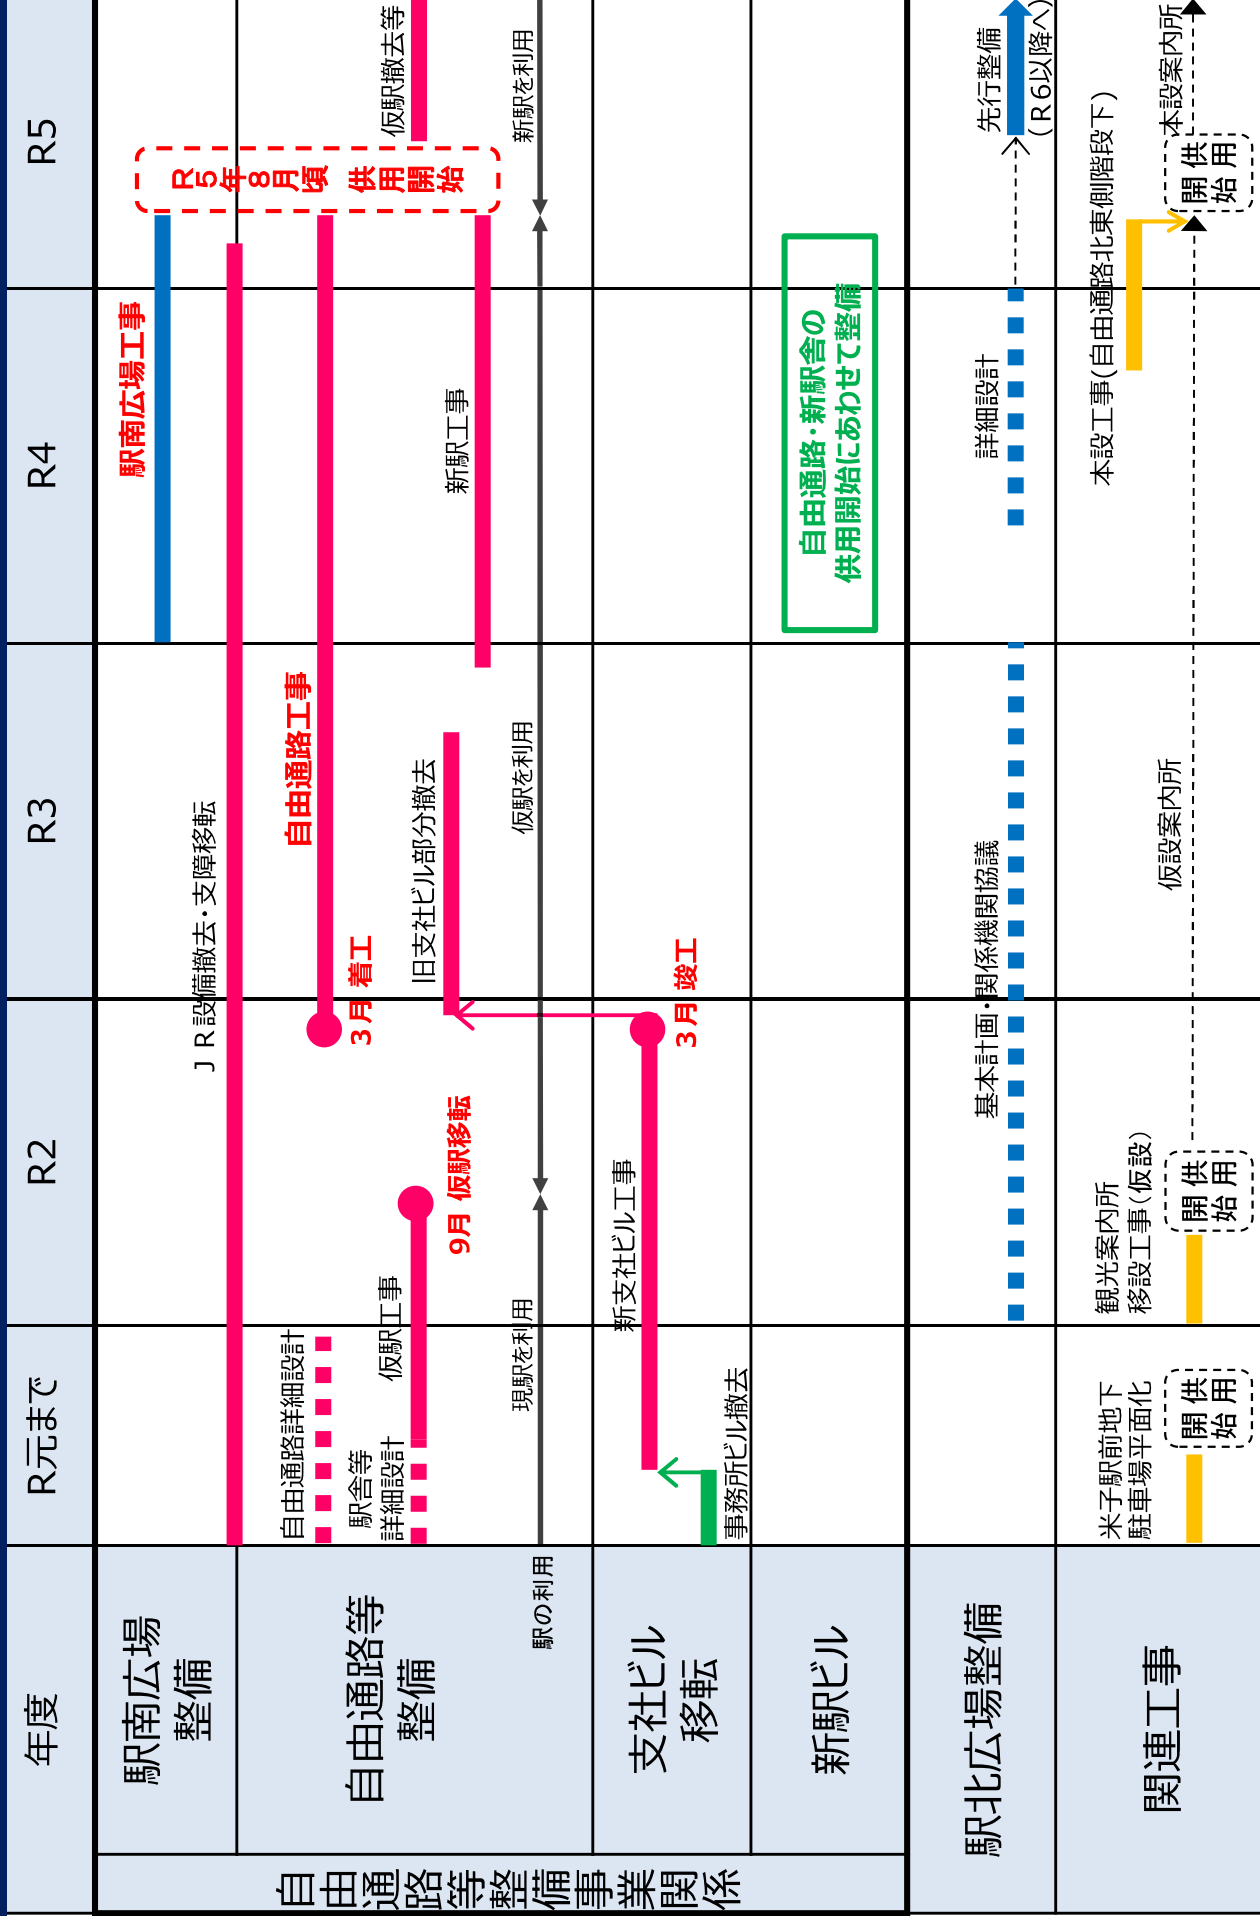 年度
R元まで
R2
R3
R4
R5
自由通路等整備事業関係
駅南広場
整備
駅南広場工事
ＪＲ設備撤去・支障移転
R5年8月頃 供用開始
自由通路等
整備
自由通路詳細設計
自由通路工事
3月 着工
駅舎等
詳細設計
仮駅工事
9月 仮駅移転
旧支社ビル部分撤去
新駅工事
仮駅撤去等
駅の利用
現駅を利用
仮駅を利用
新駅を利用
支社ビル
移転
新支社ビル工事
3月 竣工
事務所ビル撤去
新駅ビル
自由通路・新駅舎の
供用開始にあわせて整備
駅北広場整備
基本計画・関係機関協議
詳細設計
先行整備
（Ｒ６以降へ）
関連工事
米子駅前地下
駐車場平面化
供用
開始
観光案内所
移設工事（仮設）
供用
開始
仮設案内所
本設工事（自由通路北東側階段下）
供用
開始
本設案内所